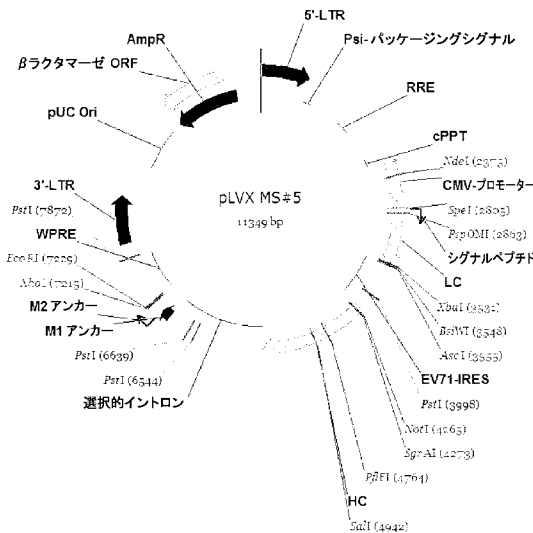 5'-LTR
AmpR
Psi-パッケージングシグナル
βラクタマーゼ ORF
RRE
pUC Ori
cPPT
NdeI (2375)
3'-LTR
CMV-プロモーター
pLVX MS#5
11349 bp
SpeI (2805)
PstI (7872)
PspOMI (2863)
WPRE
シグナルペプチド
EcoRI (7229)
LC
NheI (7215)
XbaI (3531)
M2 アンカー
BsiWI (3548)
M1 アンカー
AscI (3555)
PstI (6639)
EV71-IRES
PstI (6544)
PstI (3998)
選択的イントロン
NotI (4265)
SgrAI (4273)
PflFI (4764)
HC
SalI (4942)